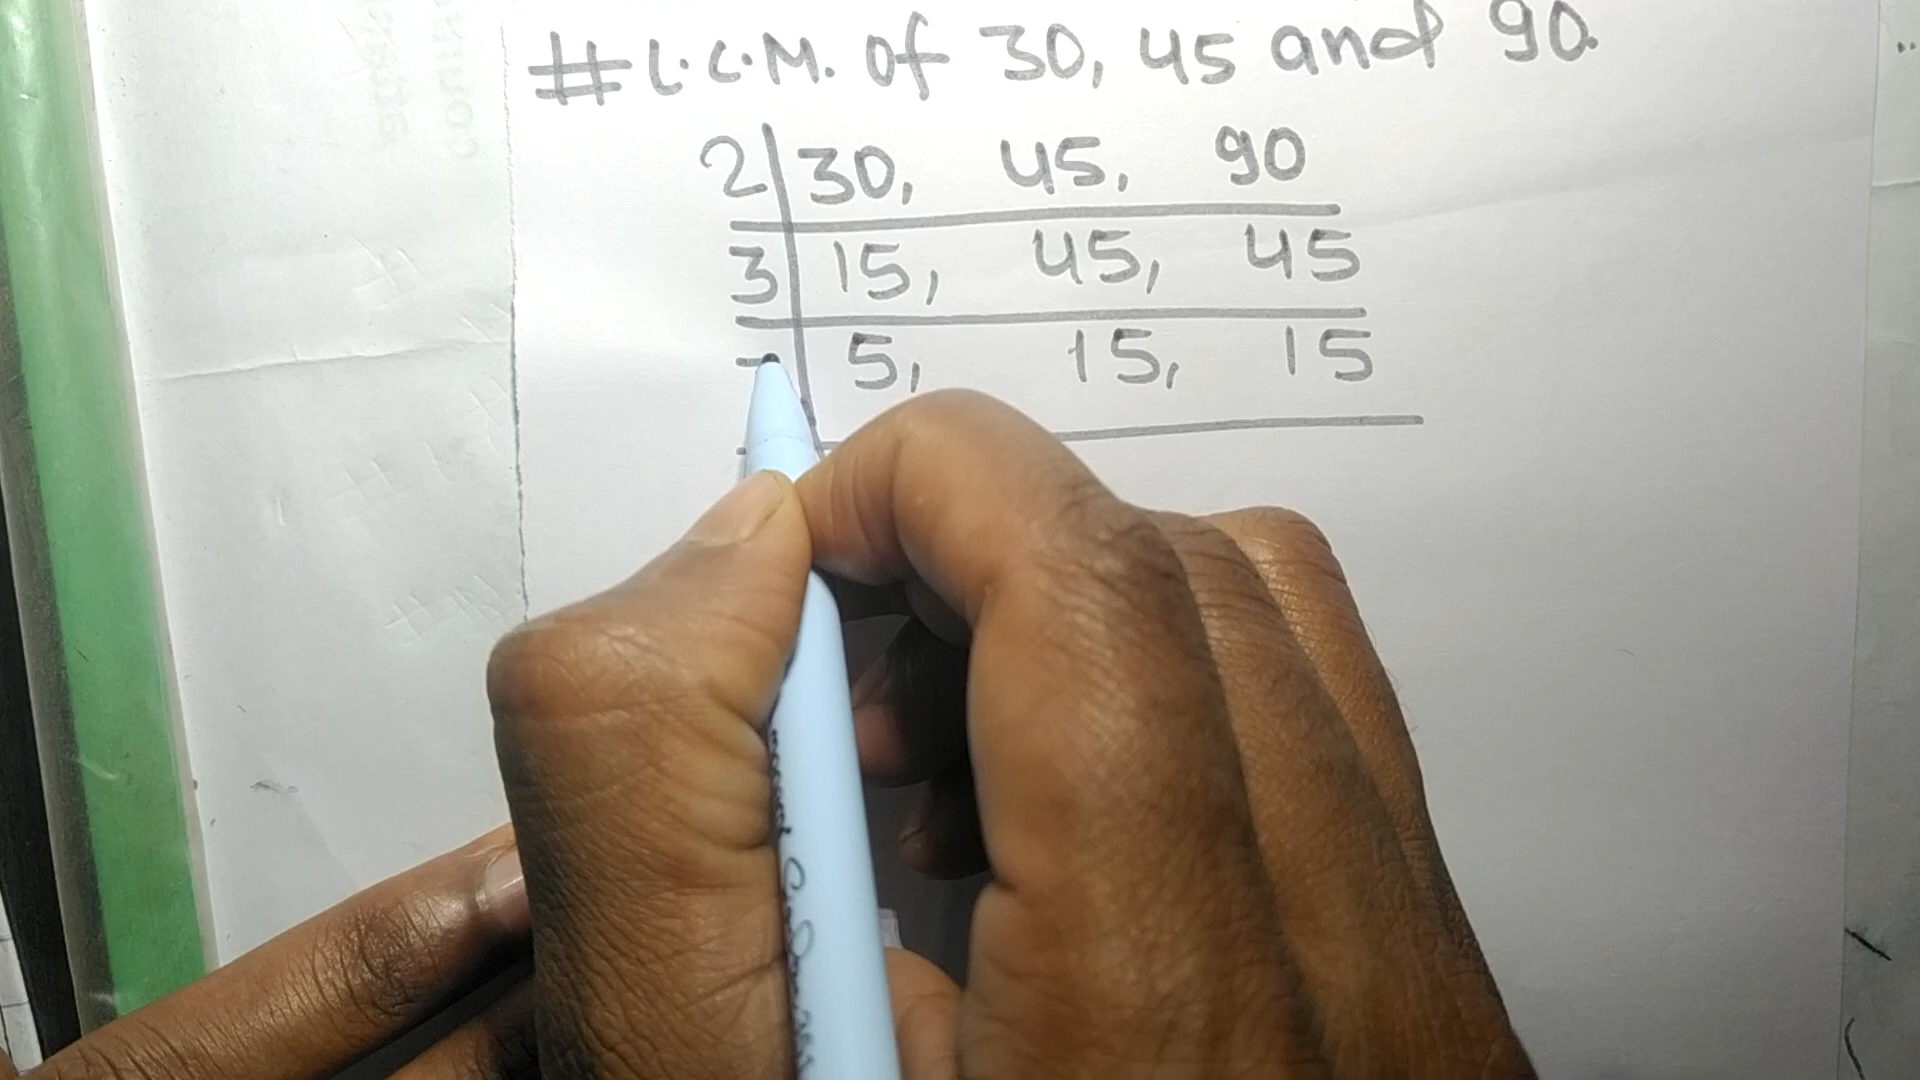 # L.C.M. of 30, 45 and 90.
2 30, 45, 90
3 15, 45, 45
5, 15, 15